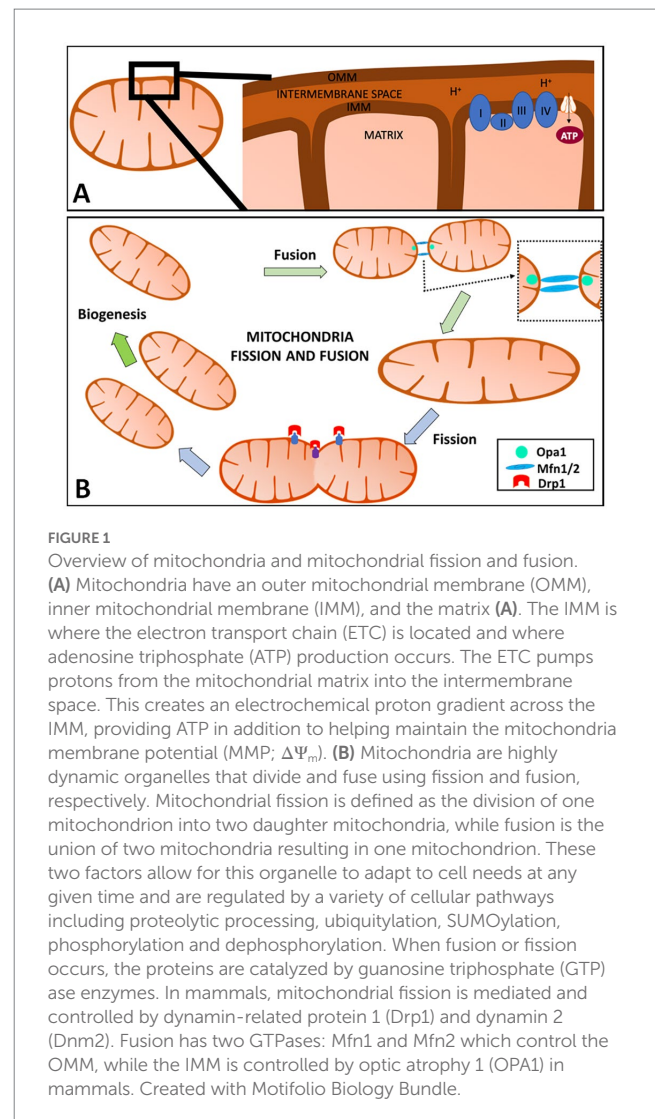 OMM
INTERMEMBRANE SPACE
IMM
H⁺
H⁺
I
II
III
IV
MATRIX
ATP
A
Fusion
Biogenesis
MITOCHONDRIA
FISSION AND FUSION
Fission
Opa1
Mfn1/2
Drp1
B
FIGURE 1
Overview of mitochondria and mitochondrial fission and fusion.
(A) Mitochondria have an outer mitochondrial membrane (OMM),
inner mitochondrial membrane (IMM), and the matrix (A). The IMM is
where the electron transport chain (ETC) is located and where
adenosine triphosphate (ATP) production occurs. The ETC pumps
protons from the mitochondrial matrix into the intermembrane
space. This creates an electrochemical proton gradient across the
IMM, providing ATP in addition to helping maintain the mitochondria
membrane potential (MMP; ΔΨₘ). (B) Mitochondria are highly
dynamic organelles that divide and fuse using fission and fusion,
respectively. Mitochondrial fission is defined as the division of one
mitochondrion into two daughter mitochondria, while fusion is the
union of two mitochondria resulting in one mitochondrion. These
two factors allow for this organelle to adapt to cell needs at any
given time and are regulated by a variety of cellular pathways
including proteolytic processing, ubiquitylation, SUMOylation,
phosphorylation and dephosphorylation. When fusion or fission
occurs, the proteins are catalyzed by guanosine triphosphate (GTP)
ase enzymes. In mammals, mitochondrial fission is mediated and
controlled by dynamin-related protein 1 (Drp1) and dynamin 2
(Dnm2). Fusion has two GTPases: Mfn1 and Mfn2 which control the
OMM, while the IMM is controlled by optic atrophy 1 (OPA1) in
mammals. Created with Motifolio Biology Bundle.